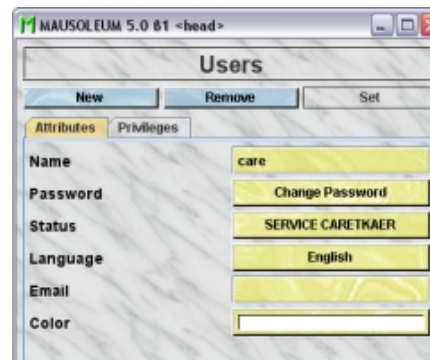 MAUSOLEUM 5.0 ß1 <head>
Users
New Remove Set
Attributes Privileges
Name care
Password Change Password
Status SERVICE CARETKAER
Language English
Email
Color